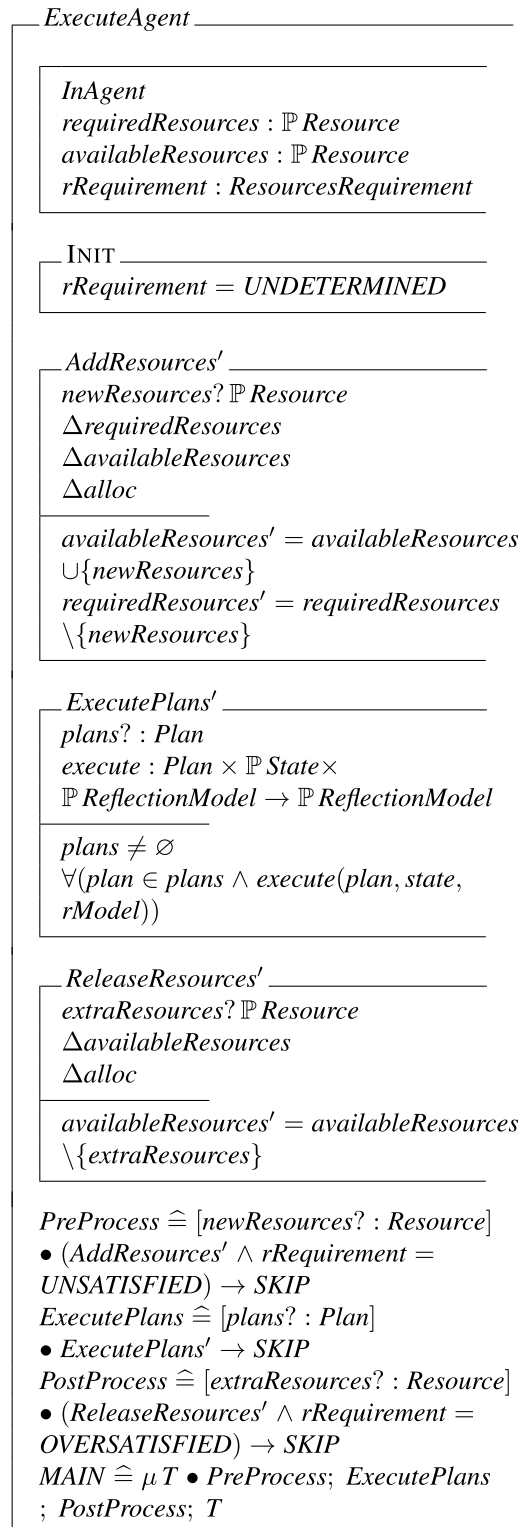 ExecuteAgent
InAgent
requiredResources : ℙ Resource
availableResources : ℙ Resource
rRequirement : ResourcesRequirement
INIT
rRequirement = UNDETERMINED
AddResources′
newResources? ℙ Resource
ΔrequiredResources
ΔavailableResources
Δalloc
availableResources′ = availableResources
∪{newResources}
requiredResources′ = requiredResources
\{newResources}
ExecutePlans′
plans? : Plan
execute : Plan × ℙ State×
ℙ ReflectionModel → ℙ ReflectionModel
plans ≠ ∅
∀(plan ∈ plans ∧ execute(plan, state,
rModel))
ReleaseResources′
extraResources? ℙ Resource
ΔavailableResources
Δalloc
availableResources′ = availableResources
\{extraResources}
PreProcess ≙ [newResources? : Resource]
• (AddResources′ ∧ rRequirement =
UNSATISFIED) → SKIP
ExecutePlans ≙ [plans? : Plan]
• ExecutePlans′ → SKIP
PostProcess ≙ [extraResources? : Resource]
• (ReleaseResources′ ∧ rRequirement =
OVERSATISFIED) → SKIP
MAIN ≙ μ T • PreProcess; ExecutePlans
; PostProcess; T